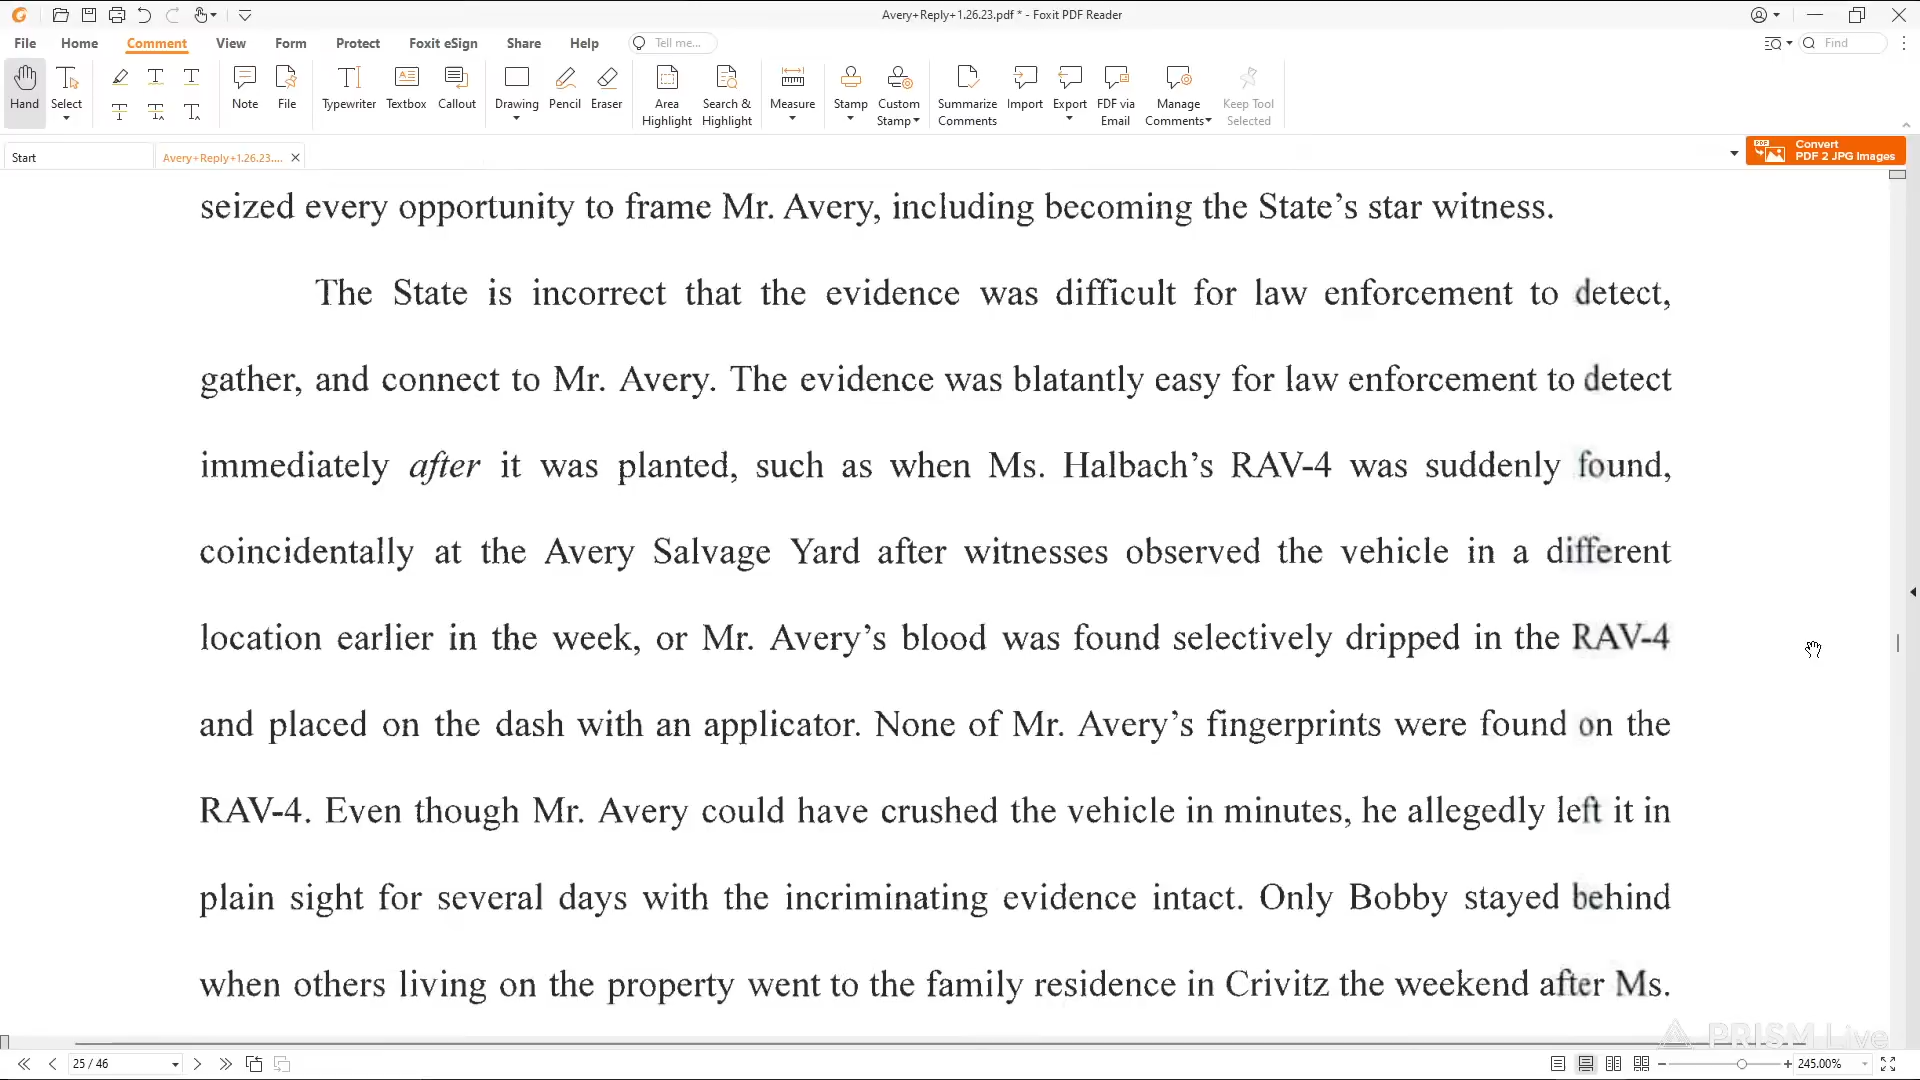 Avery+Reply+1.26.23.pdf * - Foxit PDF Reader
File Home Comment View Form Protect Foxit eSign Share Help Tell me... Find
Hand Select Note File Typewriter Textbox Callout Drawing Pencil Eraser Area Highlight Search & Highlight Measure Stamp Custom Stamp Summarize Comments Import Export FDF via Email Manage Comments Keep Tool Selected
Start Avery+Reply+1.26.23.... Convert
PDF 2 JPG Images
seized every opportunity to frame Mr. Avery, including becoming the State’s star witness.
The State is incorrect that the evidence was difficult for law enforcement to detect,
gather, and connect to Mr. Avery. The evidence was blatantly easy for law enforcement to detect
immediately after it was planted, such as when Ms. Halbach’s RAV-4 was suddenly found,
coincidentally at the Avery Salvage Yard after witnesses observed the vehicle in a different
location earlier in the week, or Mr. Avery’s blood was found selectively dripped in the RAV-4
and placed on the dash with an applicator. None of Mr. Avery’s fingerprints were found on the
RAV-4. Even though Mr. Avery could have crushed the vehicle in minutes, he allegedly left it in
plain sight for several days with the incriminating evidence intact. Only Bobby stayed behind
when others living on the property went to the family residence in Crivitz the weekend after Ms.
PRISM Live
25 / 46 245.00%